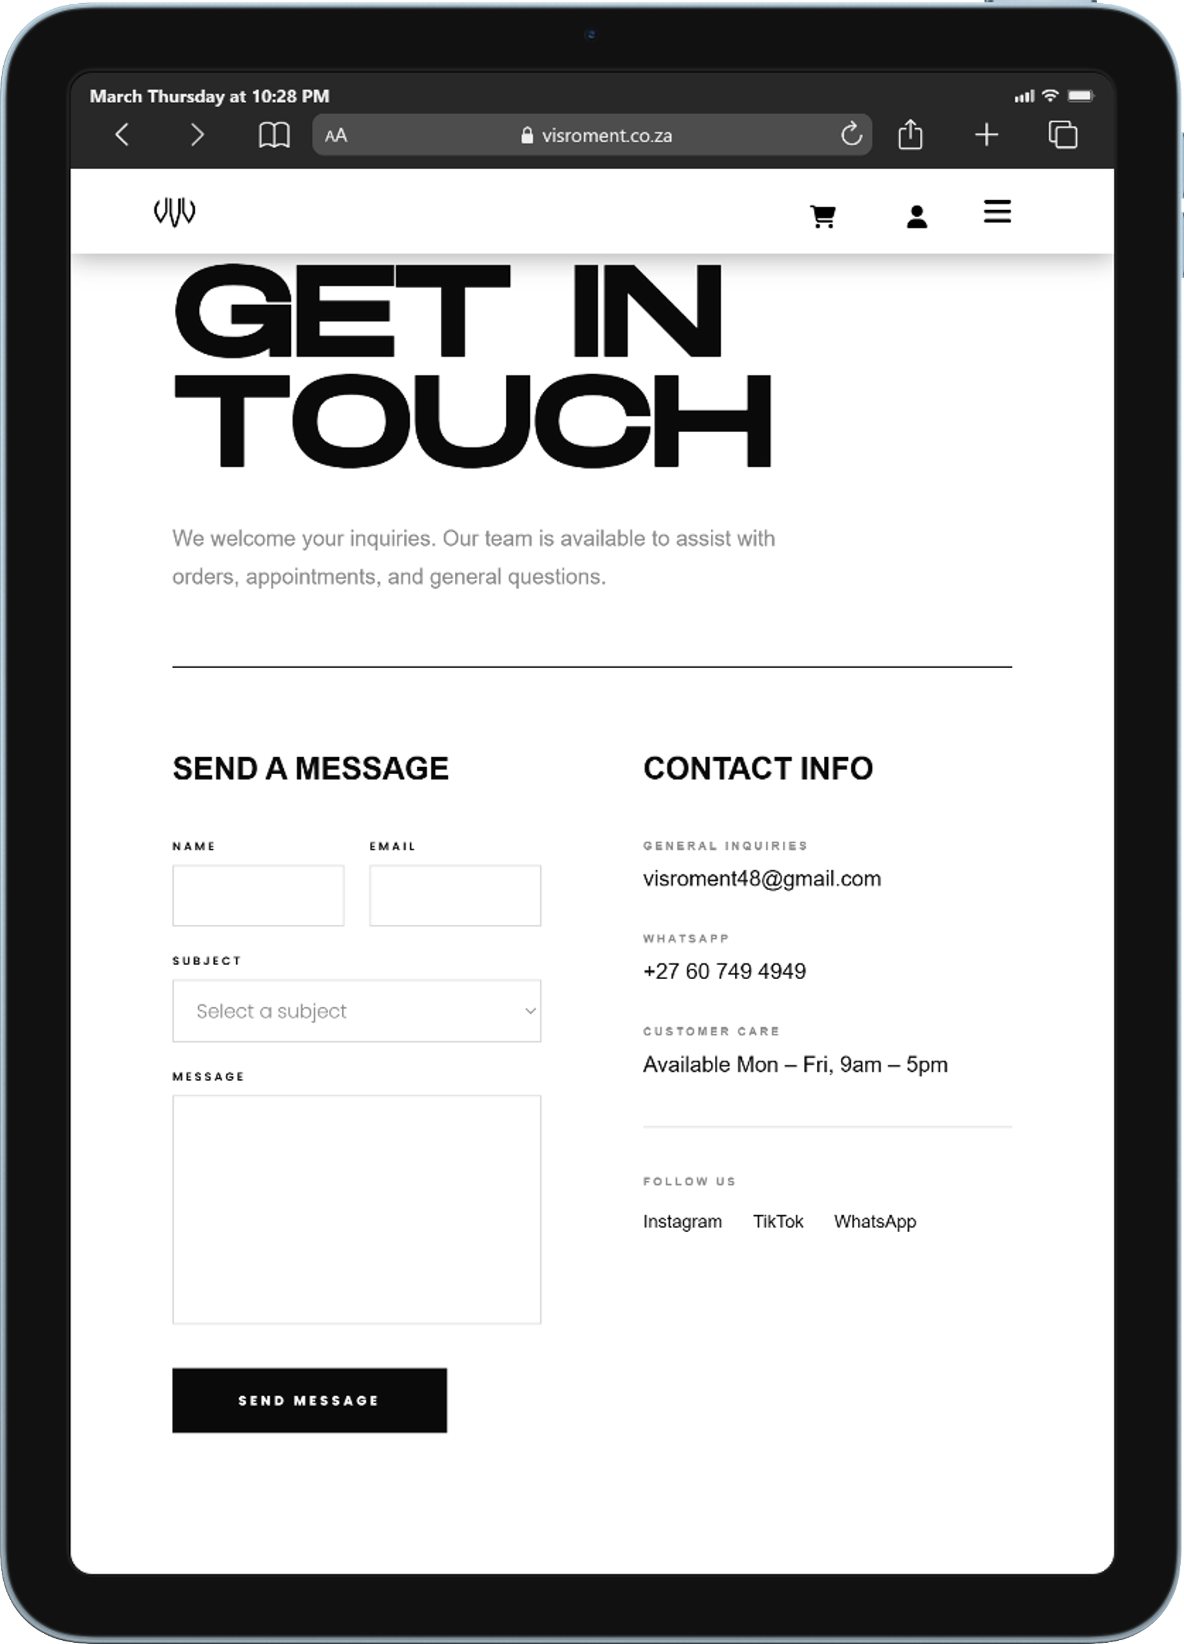 March Thursday at 10:28 PM
AA
visroment.co.za
GET IN
TOUCH
We welcome your inquiries. Our team is available to assist with
orders, appointments, and general questions.
SEND A MESSAGE
NAME
EMAIL
SUBJECT
Select a subject
MESSAGE
SEND MESSAGE
CONTACT INFO
GENERAL INQUIRIES
visroment48@gmail.com
WHATSAPP
+27 60 749 4949
CUSTOMER CARE
Available Mon – Fri, 9am – 5pm
FOLLOW US
Instagram TikTok WhatsApp